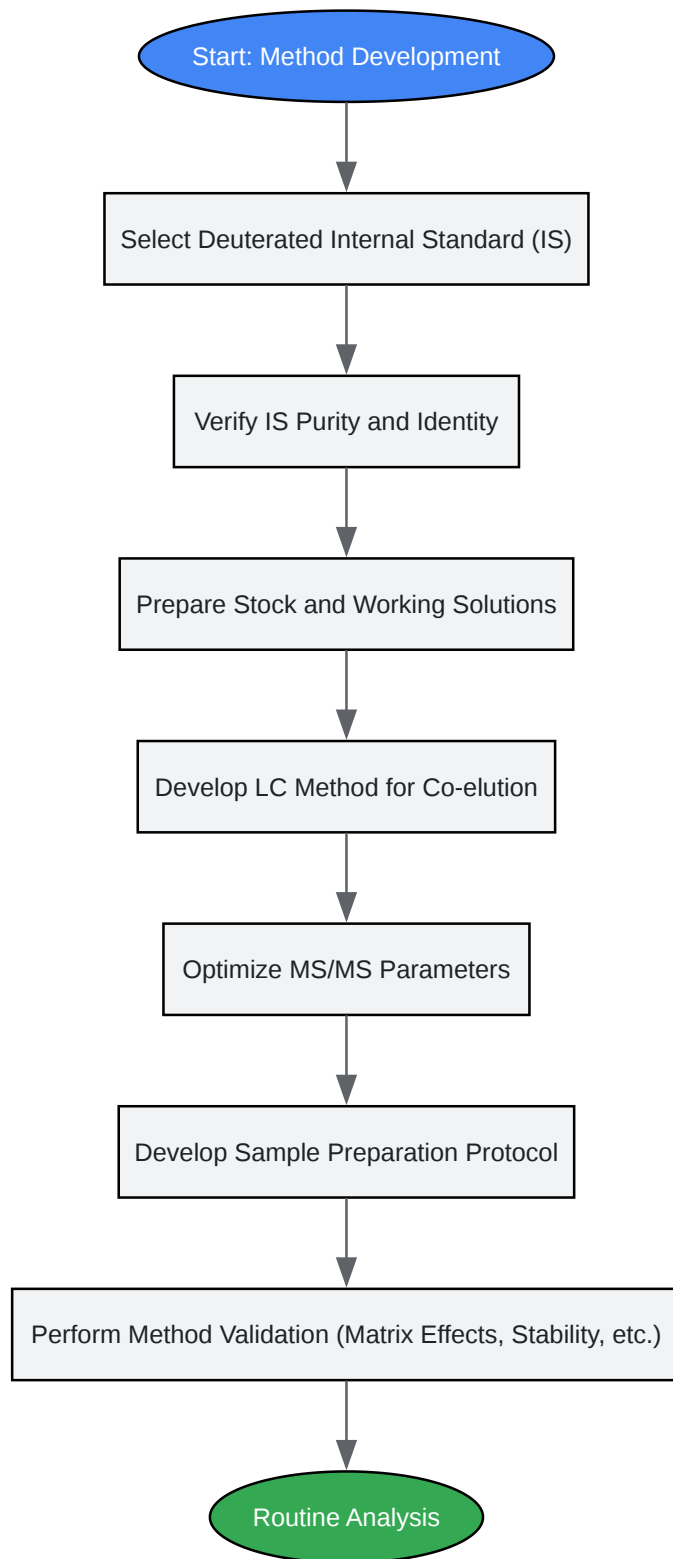 Start: Method Development
Select Deuterated Internal Standard (IS)
Verify IS Purity and Identity
Prepare Stock and Working Solutions
Develop LC Method for Co-elution
Optimize MS/MS Parameters
Develop Sample Preparation Protocol
Perform Method Validation (Matrix Effects, Stability, etc.)
Routine Analysis